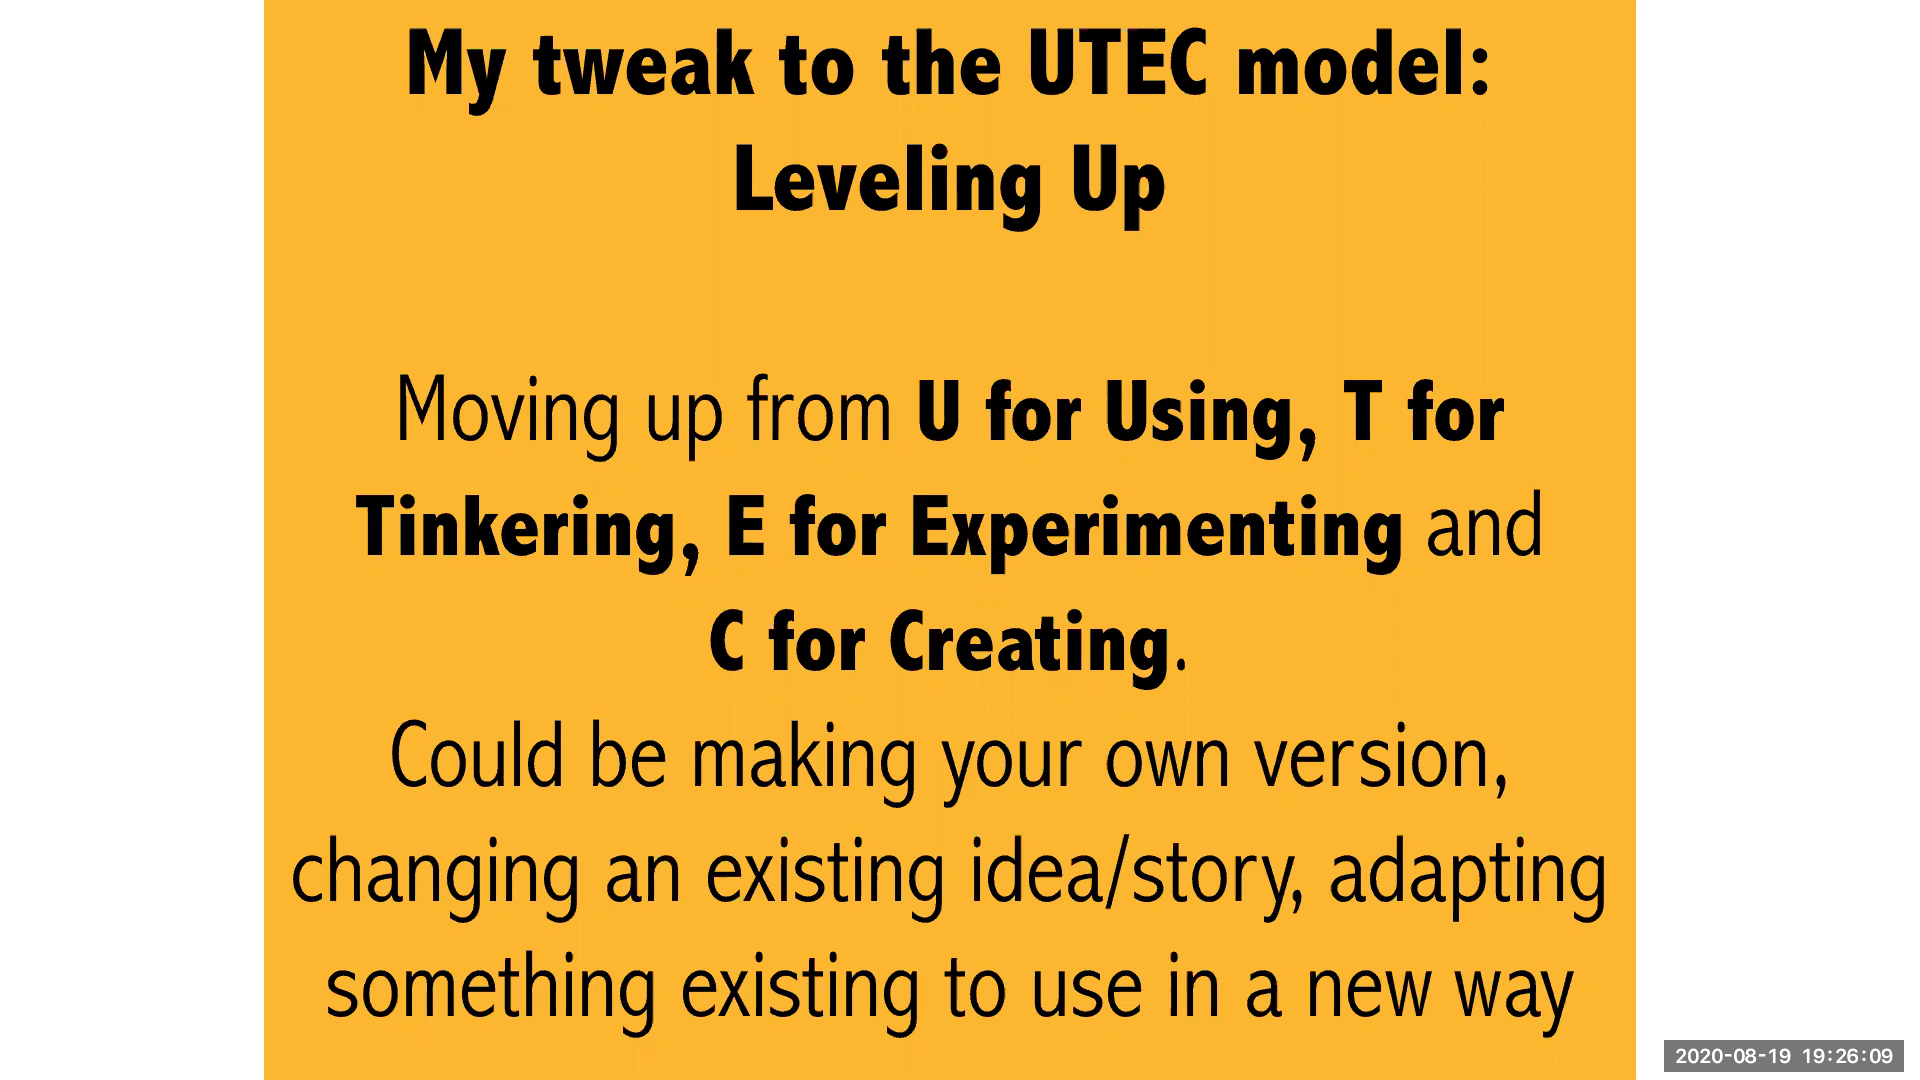 My tweak to the UTEC model:
Leveling Up
Moving up from U for Using, T for
Tinkering, E for Experimenting and
C for Creating.
Could be making your own version,
changing an existing idea/story, adapting
something existing to use in a new way
2020-08-19 19:26:09